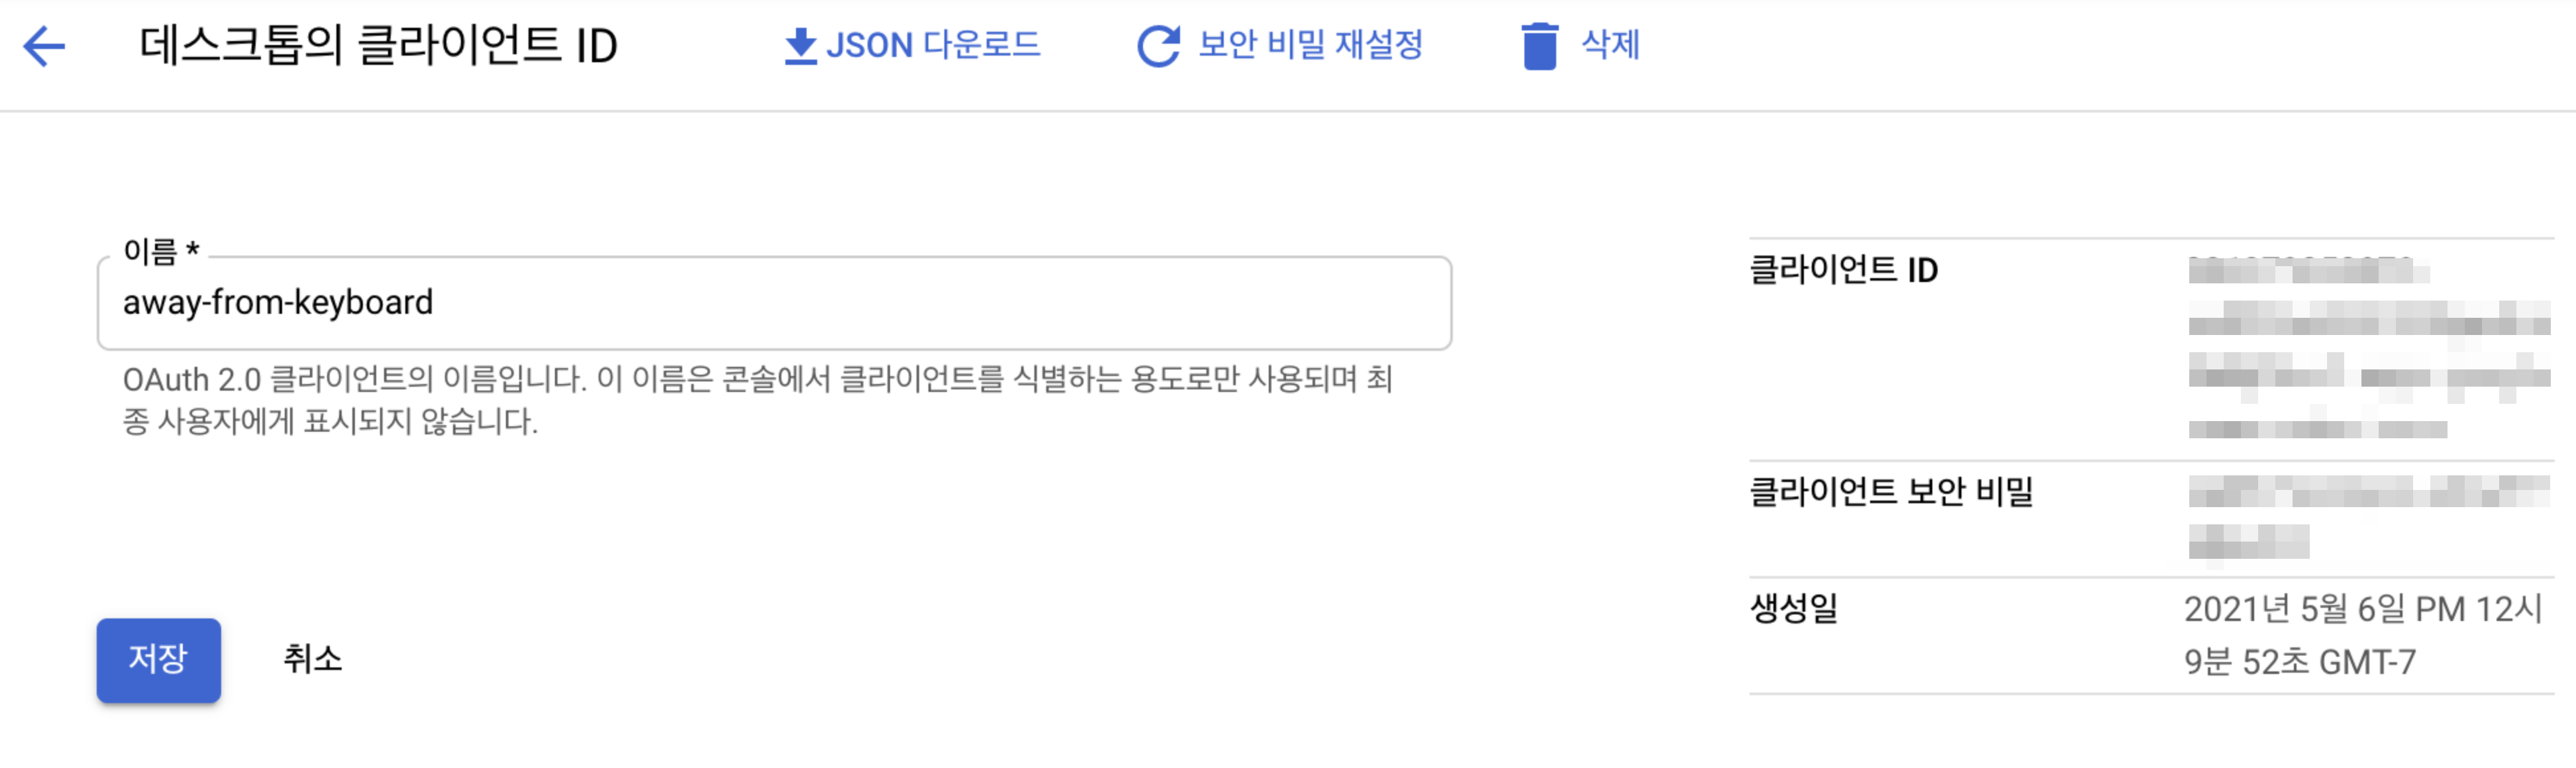 데스크톱의 클라이언트 ID
JSON 다운로드
보안 비밀 재설정
삭제
이름 *
away-from-keyboard
OAuth 2.0 클라이언트의 이름입니다. 이 이름은 콘솔에서 클라이언트를 식별하는 용도로만 사용되며 최
종 사용자에게 표시되지 않습니다.
저장
취소
클라이언트 ID
클라이언트 보안 비밀
생성일
2021년 5월 6일 PM 12시
9분 52초 GMT-7